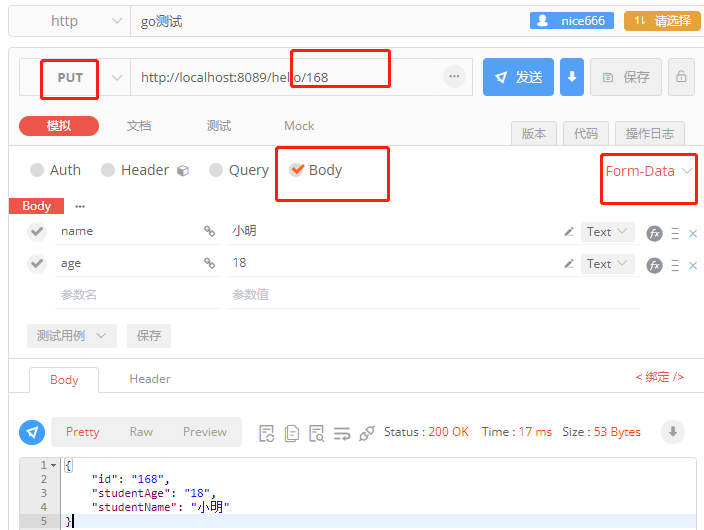 http go测试 nice666 请选择
PUT http://localhost:8089/hello/168 ••• 发送 保存
模拟 文档 测试 Mock 版本 代码 操作日志
Auth Header Query Body Form-Data
Body •••
name 小明 Text fx
age 18 Text fx
参数名 参数值
测试用例 保存
Body Header < 绑定 />
Pretty Raw Preview Status : 200 OK Time : 17 ms Size : 53 Bytes
1 {
2 "id": "168",
3 "studentAge": "18",
4 "studentName": "小明"
5 }